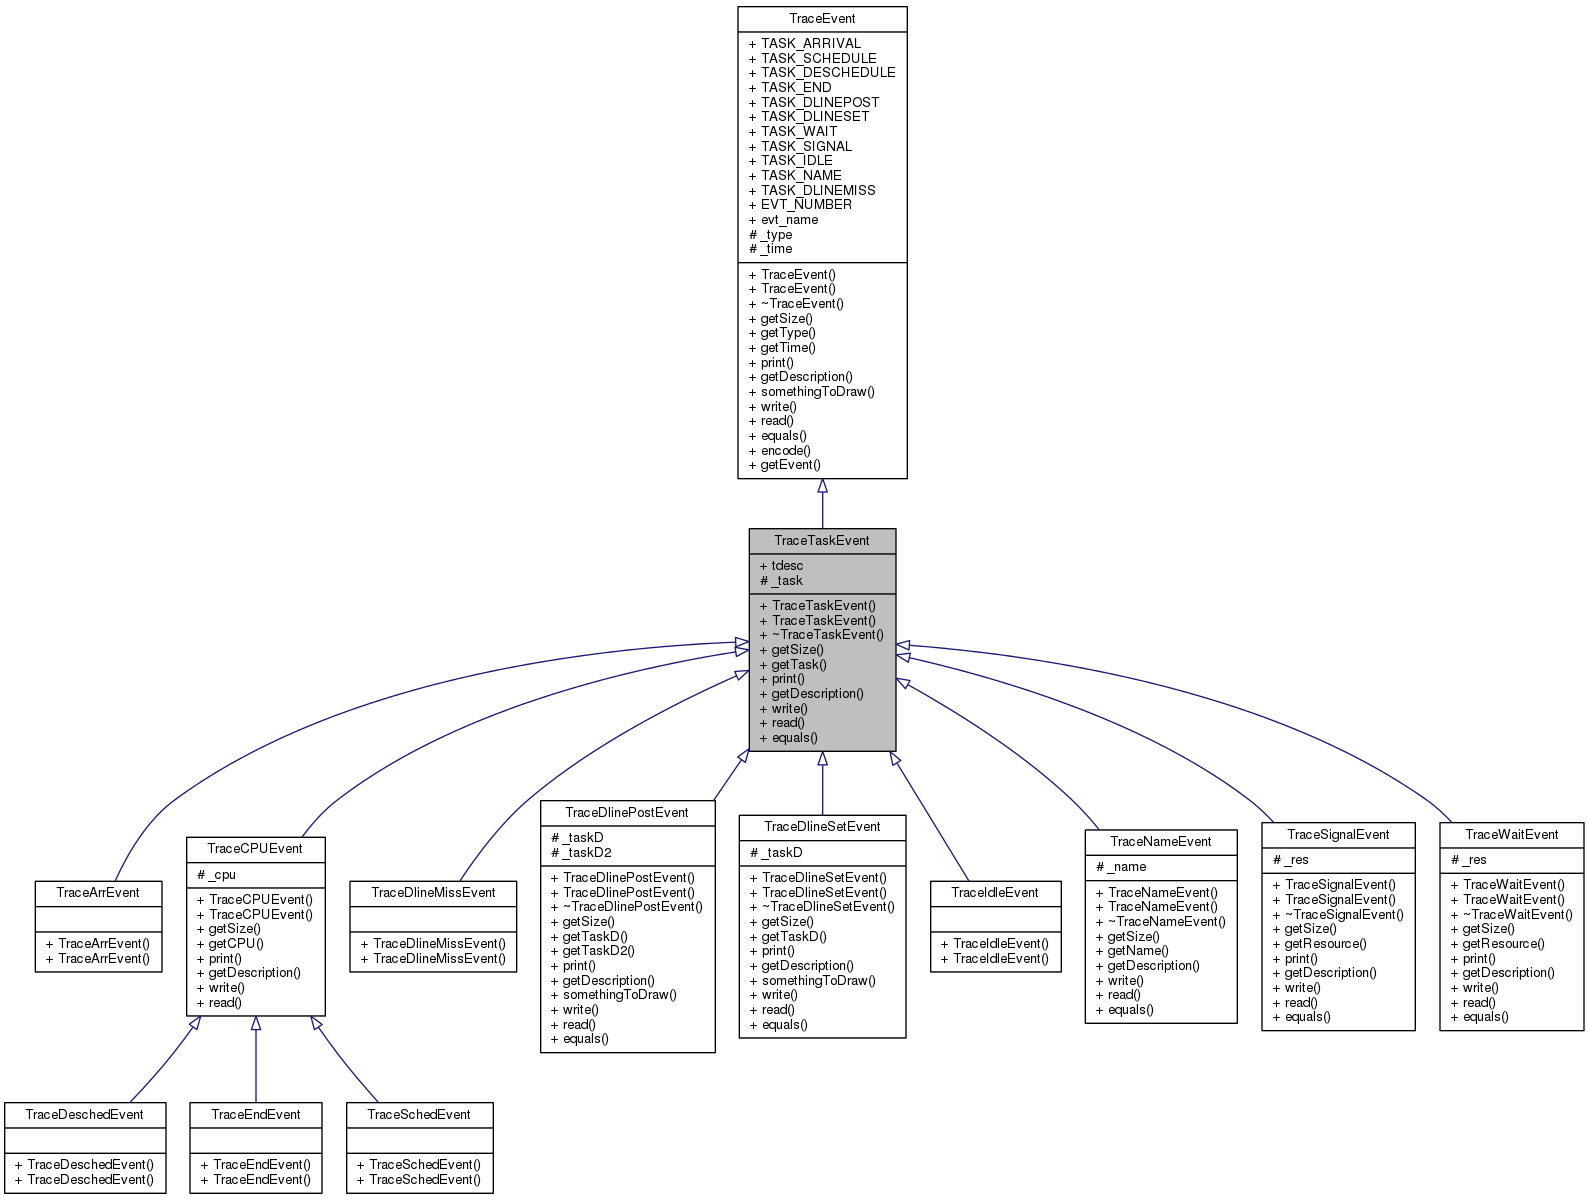 TraceEvent
+ TASK_ARRIVAL
+ TASK_SCHEDULE
+ TASK_DESCHEDULE
+ TASK_END
+ TASK_DLINEPOST
+ TASK_DLINESET
+ TASK_WAIT
+ TASK_SIGNAL
+ TASK_IDLE
+ TASK_NAME
+ TASK_DLINEMISS
+ EVT_NUMBER
+ evt_name
# _type
# _time
+ TraceEvent()
+ TraceEvent()
+ ~TraceEvent()
+ getSize()
+ getType()
+ getTime()
+ print()
+ getDescription()
+ somethingToDraw()
+ write()
+ read()
+ equals()
+ encode()
+ getEvent()
TraceTaskEvent
+ tdesc
# _task
+ TraceTaskEvent()
+ TraceTaskEvent()
+ ~TraceTaskEvent()
+ getSize()
+ getTask()
+ print()
+ getDescription()
+ write()
+ read()
+ equals()
TraceArrEvent
+ TraceArrEvent()
+ TraceArrEvent()
TraceCPUEvent
# _cpu
+ TraceCPUEvent()
+ TraceCPUEvent()
+ getSize()
+ getCPU()
+ print()
+ getDescription()
+ write()
+ read()
TraceDlineMissEvent
+ TraceDlineMissEvent()
+ TraceDlineMissEvent()
TraceDlinePostEvent
# _taskD
# _taskD2
+ TraceDlinePostEvent()
+ TraceDlinePostEvent()
+ ~TraceDlinePostEvent()
+ getSize()
+ getTaskD()
+ getTaskD2()
+ print()
+ getDescription()
+ somethingToDraw()
+ write()
+ read()
+ equals()
TraceDlineSetEvent
# _taskD
+ TraceDlineSetEvent()
+ TraceDlineSetEvent()
+ ~TraceDlineSetEvent()
+ getSize()
+ getTaskD()
+ print()
+ getDescription()
+ somethingToDraw()
+ write()
+ read()
+ equals()
TraceIdleEvent
+ TraceIdleEvent()
+ TraceIdleEvent()
TraceNameEvent
# _name
+ TraceNameEvent()
+ TraceNameEvent()
+ ~TraceNameEvent()
+ getSize()
+ getName()
+ getDescription()
+ write()
+ read()
+ equals()
TraceSignalEvent
# _res
+ TraceSignalEvent()
+ TraceSignalEvent()
+ ~TraceSignalEvent()
+ getSize()
+ getResource()
+ print()
+ getDescription()
+ write()
+ read()
+ equals()
TraceWaitEvent
# _res
+ TraceWaitEvent()
+ TraceWaitEvent()
+ ~TraceWaitEvent()
+ getSize()
+ getResource()
+ print()
+ getDescription()
+ write()
+ read()
+ equals()
TraceDeschedEvent
+ TraceDeschedEvent()
+ TraceDeschedEvent()
TraceEndEvent
+ TraceEndEvent()
+ TraceEndEvent()
TraceSchedEvent
+ TraceSchedEvent()
+ TraceSchedEvent()